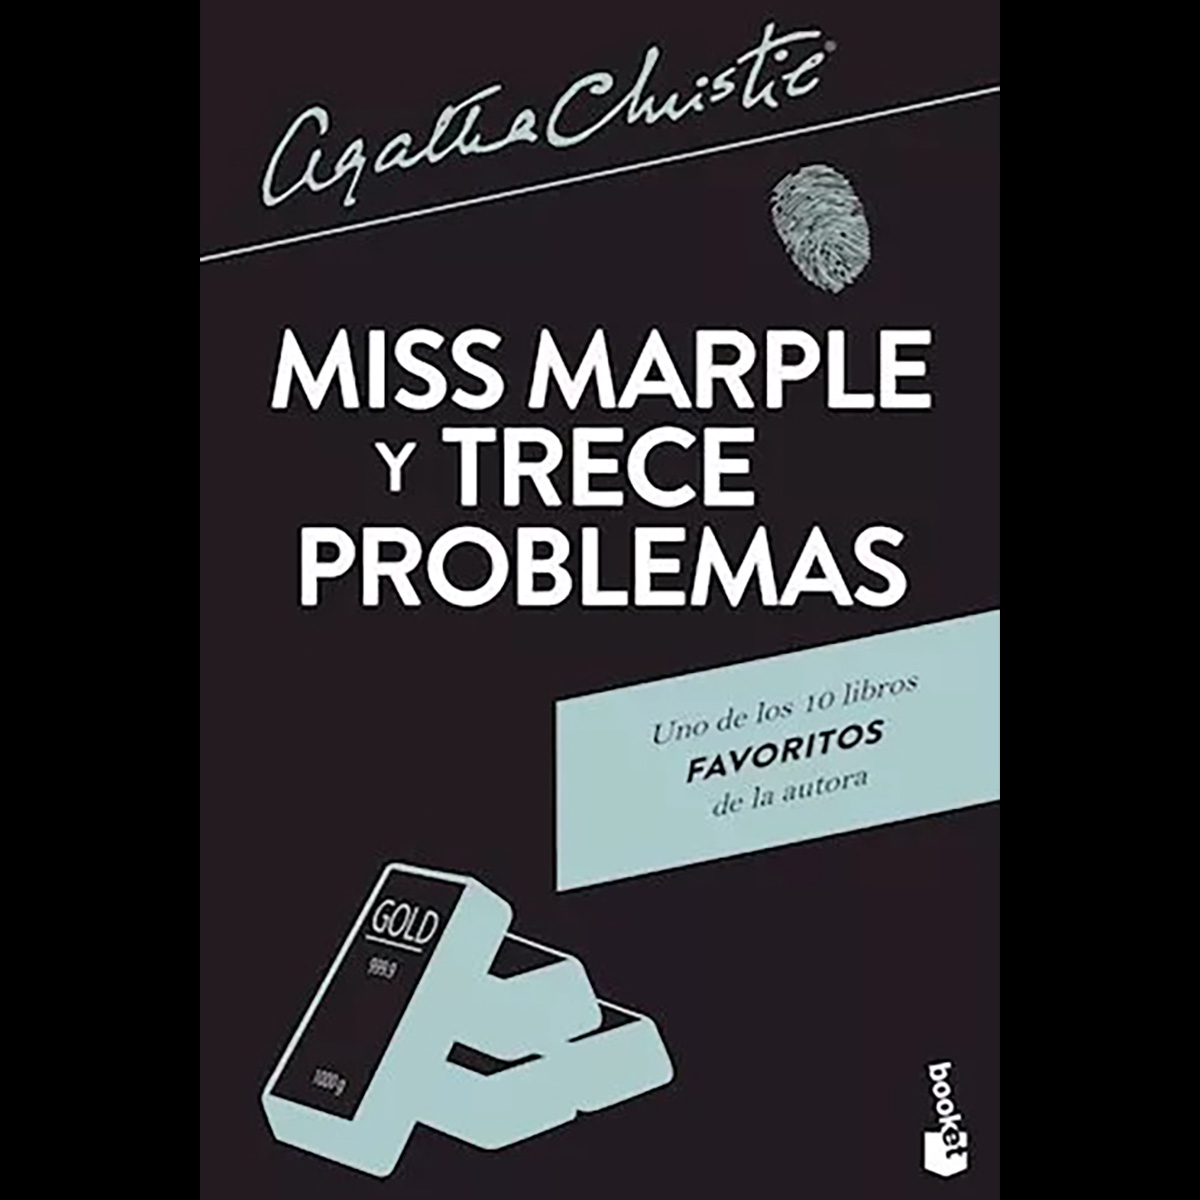 Agatha Christie®
MISS MARPLE
Y TRECE
PROBLEMAS
Uno de los 10 libros
FAVORITOS
de la autora
GOLD
999.9
1000 g
booket